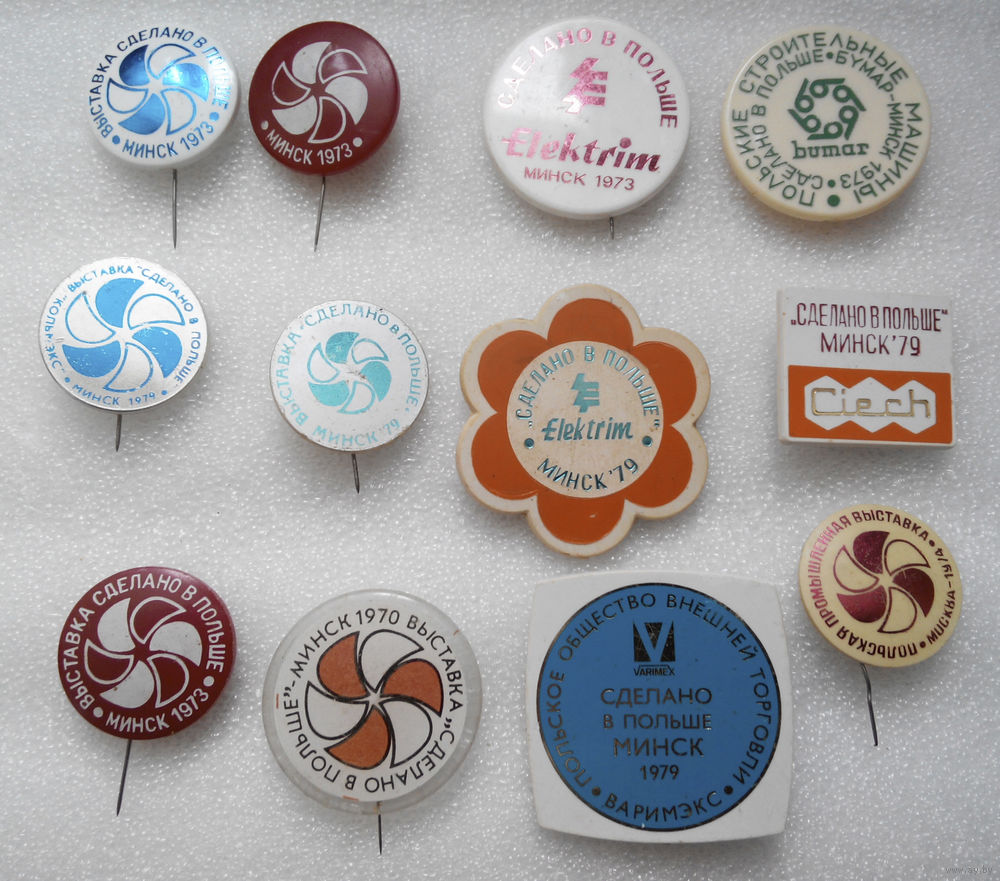 ВЫСТАВКА СДЕЛАНО В ПОЛЬШЕ
• МИНСК 1973 •
• МИНСК 1973 •
СДЕЛАНО В ПОЛЬШЕ
Elektrim
МИНСК 1973
ПОЛЬСКИЕ СТРОИТЕЛЬНЫЕ МАШИНЫ •
СДЕЛАНО В ПОЛЬШЕ • БУМАР–МИНСК 1973 •
bumar
ВЫСТАВКА "СДЕЛАНО В ПОЛЬШЕ"
• МИНСК 1979 •
ВЫСТАВКА "СДЕЛАНО В ПОЛЬШЕ"
МИНСК '79
„СДЕЛАНО В ПОЛЬШЕ"
Elektrim
• МИНСК '79 •
„СДЕЛАНО В ПОЛЬШЕ"
МИНСК '79
Ciech
ПОЛЬСКАЯ ПРОМЫШЛЕННАЯ ВЫСТАВКА •
МОСКВА–1974 •
ВЫСТАВКА СДЕЛАНО В ПОЛЬШЕ
• МИНСК 1973 •
МИНСК 1970 ВЫСТАВКА „СДЕЛАНО В ПОЛЬШЕ"–
ПОЛЬСКОЕ ОБЩЕСТВО ВНЕШНЕЙ ТОРГОВЛИ
• ВАРИМЭКС •
VARIMEX
СДЕЛАНО
В ПОЛЬШЕ
МИНСК
1979
www.ay.by